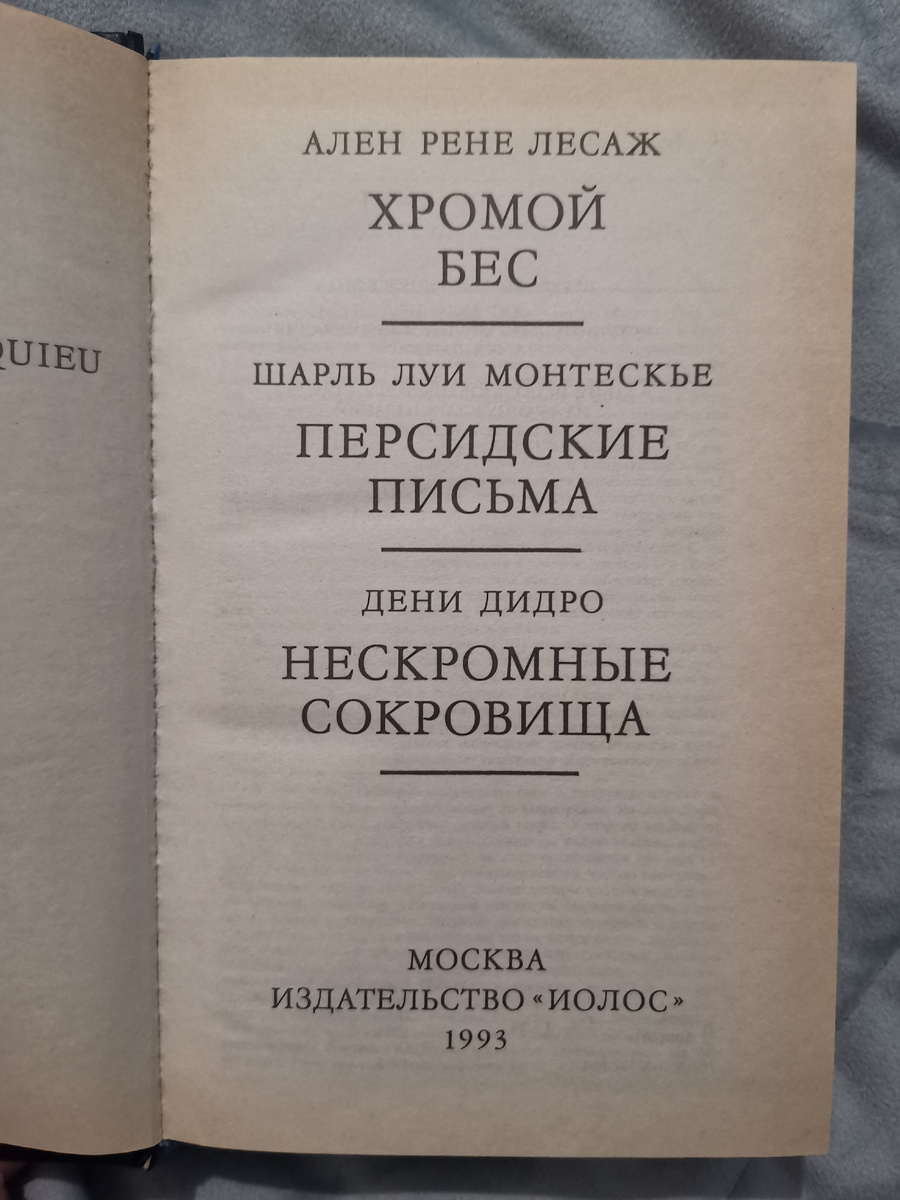 QUIEU
АЛЕН РЕНЕ ЛЕСАЖ
ХРОМОЙ
БЕС
ШАРЛЬ ЛУИ МОНТЕСКЬЕ
ПЕРСИДСКИЕ
ПИСЬМА
ДЕНИ ДИДРО
НЕСКРОМНЫЕ
СОКРОВИЩА
МОСКВА
ИЗДАТЕЛЬСТВО «ИОЛОС»
1993